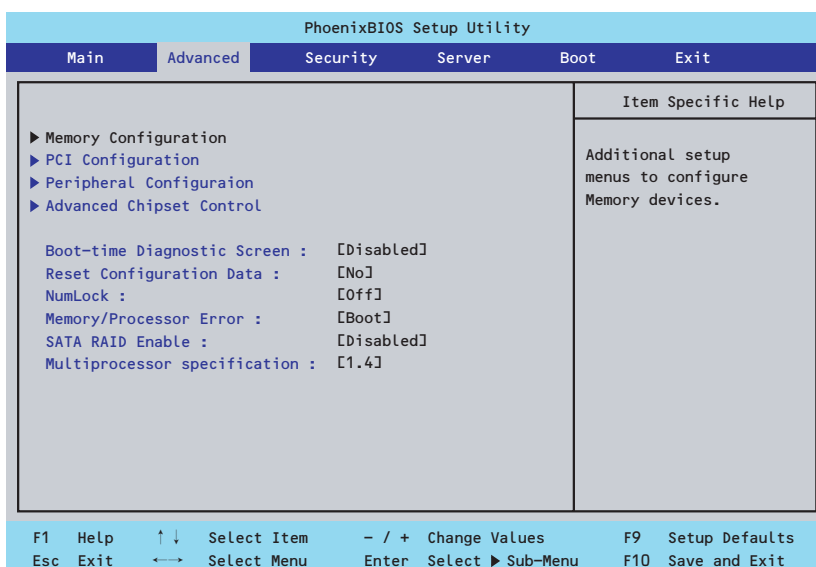 PhoenixBIOS Setup Utility
Main Advanced Security Server Boot Exit
Item Specific Help
▶ Memory Configuration
▶ PCI Configuration
▶ Peripheral Configuraion
▶ Advanced Chipset Control
Additional setup
menus to configure
Memory devices.
Boot-time Diagnostic Screen : [Disabled]
Reset Configuration Data : [No]
NumLock : [Off]
Memory/Processor Error : [Boot]
SATA RAID Enable : [Disabled]
Multiprocessor specification : [1.4]
F1 Help ↑↓ Select Item - / + Change Values F9 Setup Defaults
Esc Exit ←→ Select Menu Enter Select ▶ Sub-Menu F10 Save and Exit